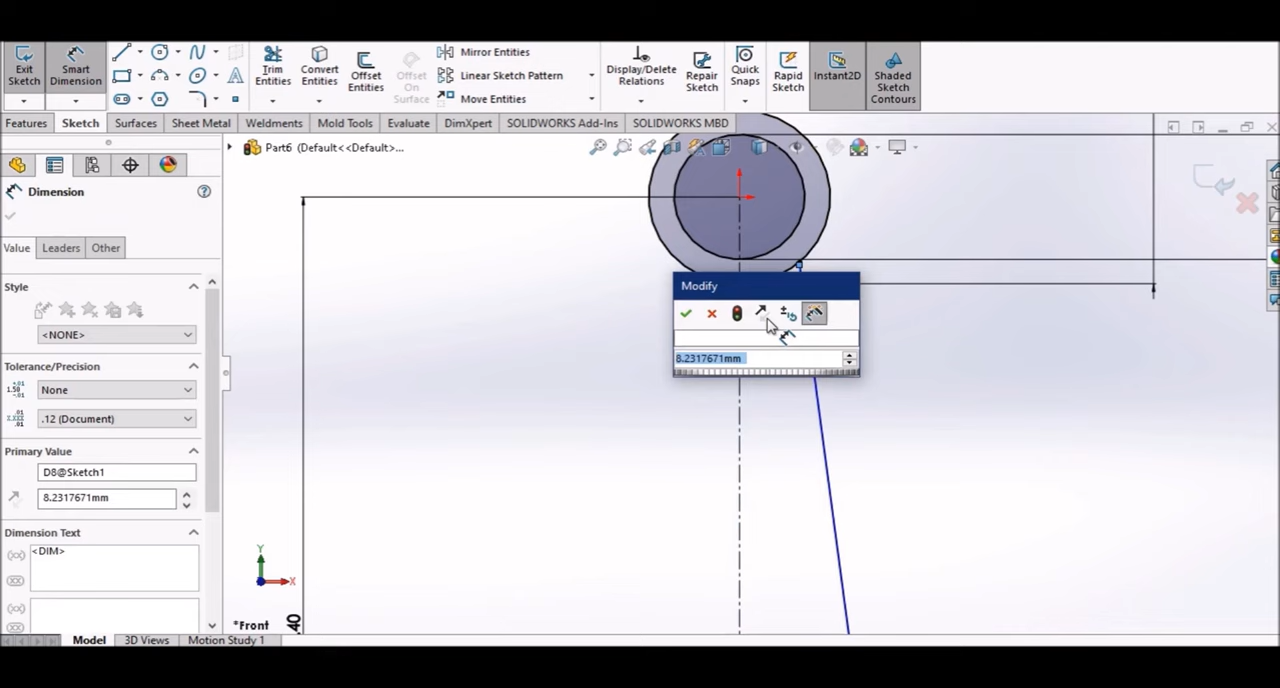 Exit Sketch
Smart Dimension
Trim Entities
Convert Entities
Offset Entities
Offset On Surface
Mirror Entities
Linear Sketch Pattern
Move Entities
Display/Delete Relations
Repair Sketch
Quick Snaps
Rapid Sketch
Instant2D
Shaded Sketch Contours
Features
Sketch
Surfaces
Sheet Metal
Weldments
Mold Tools
Evaluate
DimXpert
SOLIDWORKS Add-Ins
SOLIDWORKS MBD
Part6 (Default<<Default>...
Dimension
Value
Leaders
Other
Style
<NONE>
Tolerance/Precision
None
.12 (Document)
Primary Value
D8@Sketch1
8.2317671mm
Dimension Text
<DIM>
Modify
8.2317671mm
Y
X
*Front
40
Model
3D Views
Motion Study 1